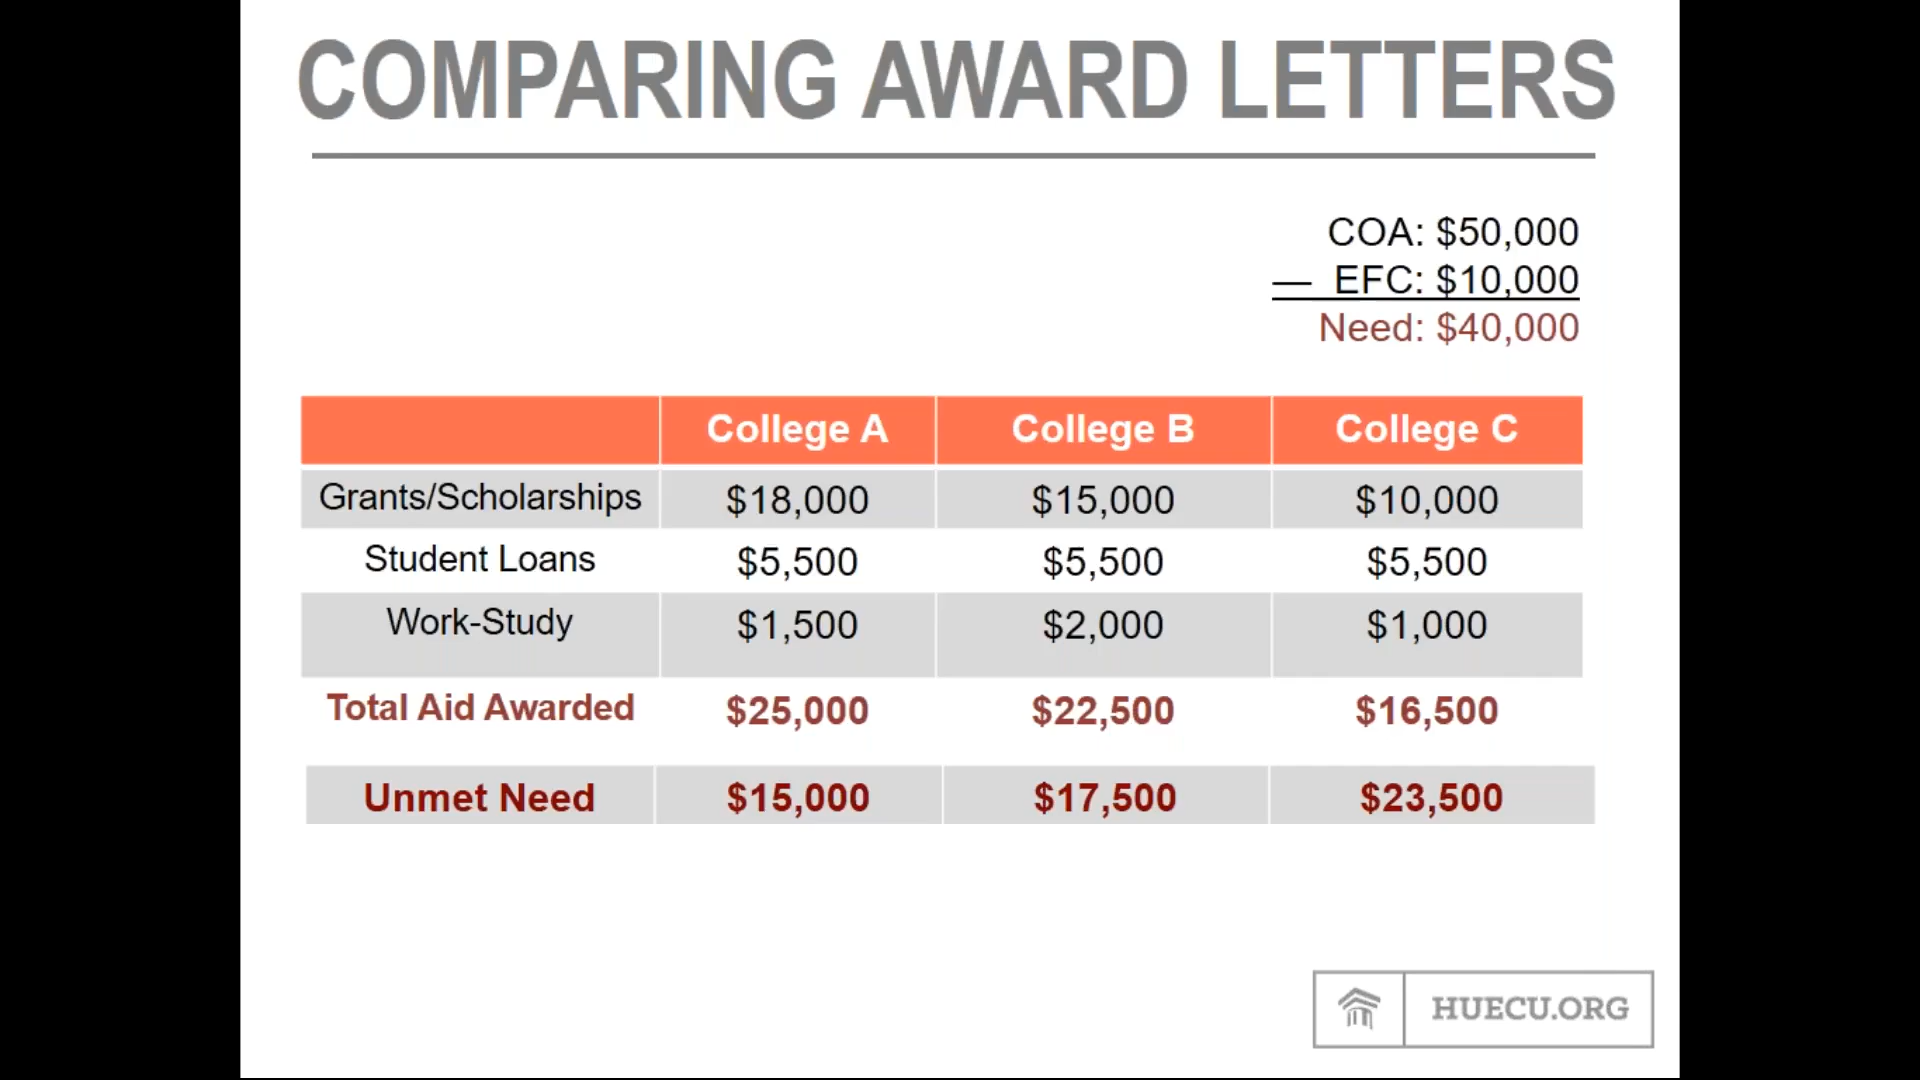 COMPARING AWARD LETTERS
COA: $50,000
— EFC: $10,000
Need: $40,000
College A College B College C
Grants/Scholarships $18,000 $15,000 $10,000
Student Loans $5,500 $5,500 $5,500
Work-Study $1,500 $2,000 $1,000
Total Aid Awarded $25,000 $22,500 $16,500
Unmet Need $15,000 $17,500 $23,500
HUECU.ORG